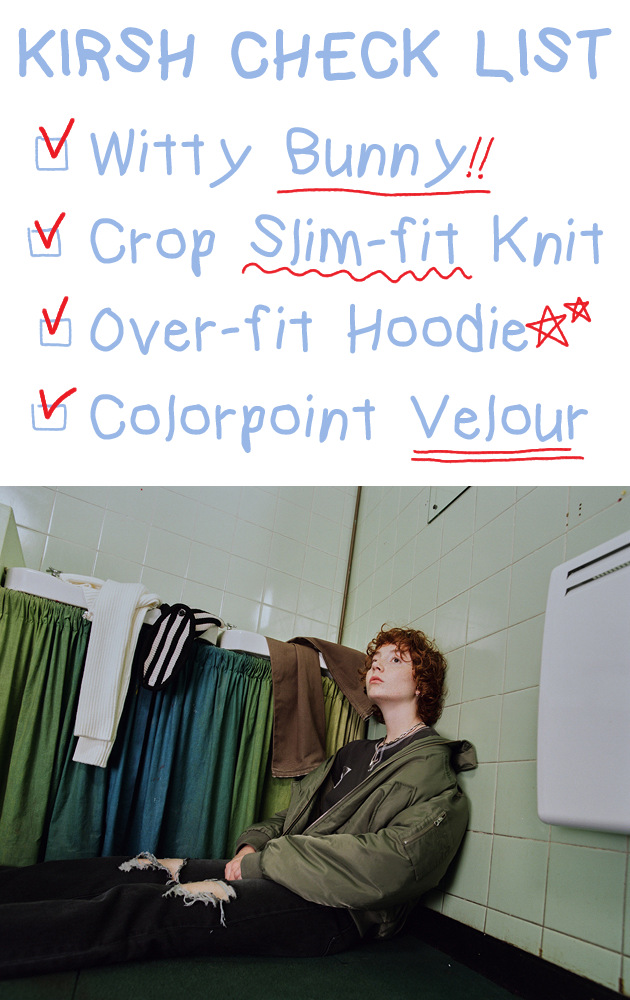 KIRSH CHECK LIST
Witty Bunny!!
Crop Slim-fit Knit
Over-fit Hoodie☆☆
Colorpoint Velour